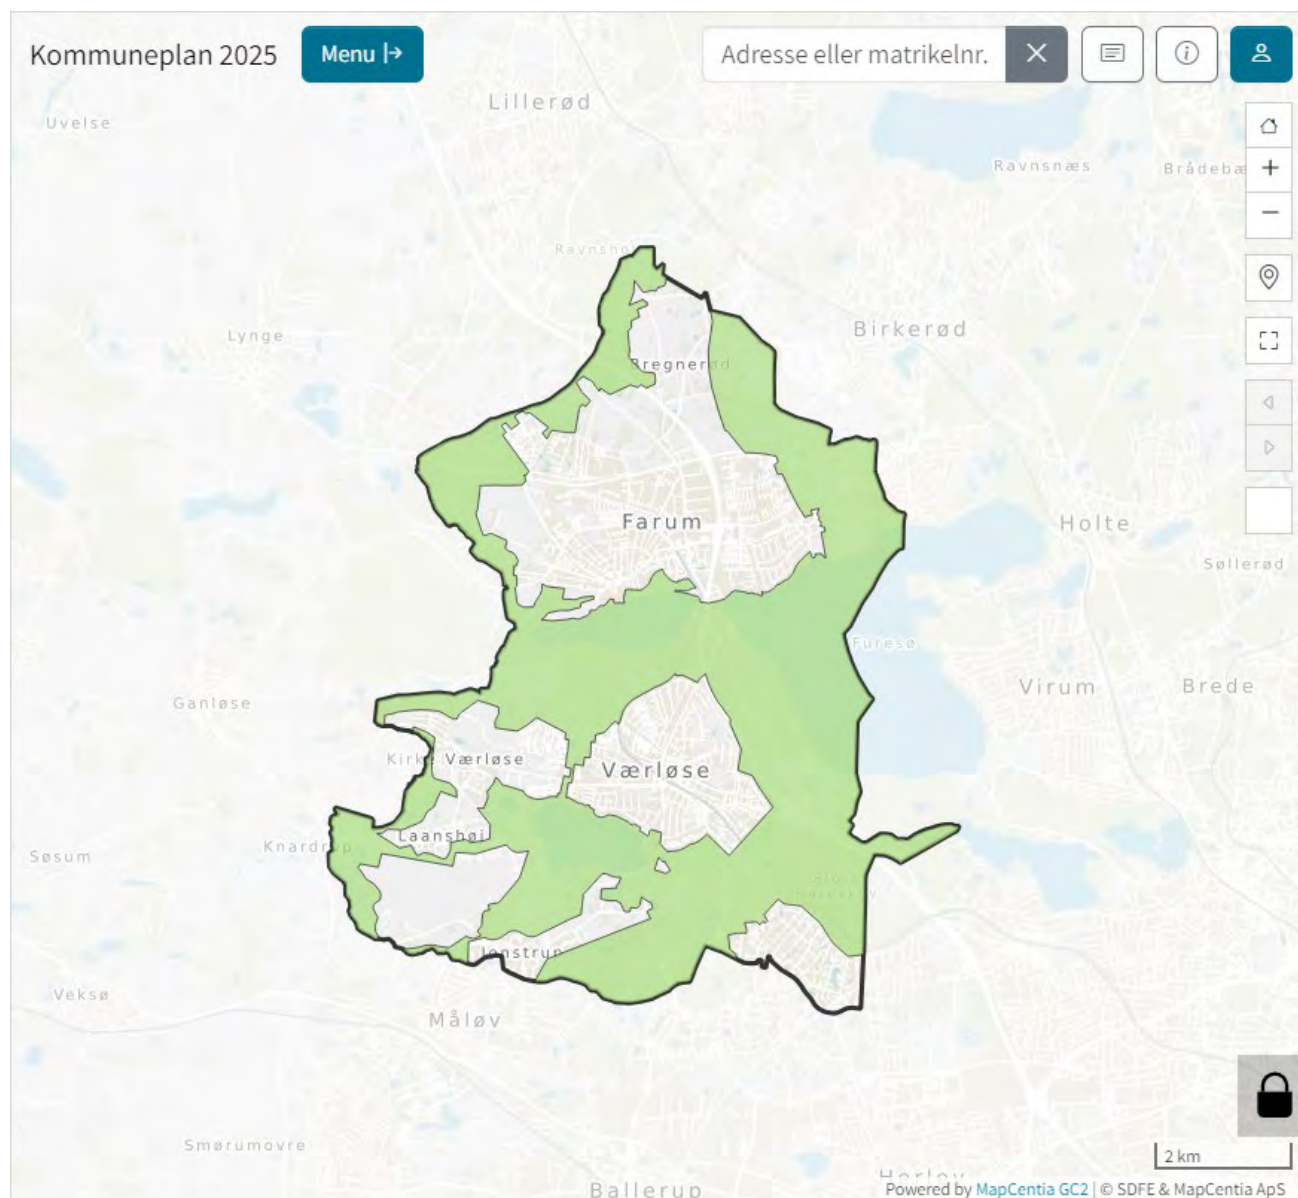 Kommuneplan 2025
Menu
Adresse eller matrikelnr.
Lillerød
Uvelse
Ravnsnæs
Brådebæ
Lynge
Birkerød
Bregnerød
Farum
Holte
Søllerød
Furesø
Ganløse
Virum
Brede
Kirke Værløse
Værløse
Laanshøj
Knardrup
Søsum
Jonstrup
Veksø
Måløv
Smørumovre
2 km
Herlev
Ballerup
Powered by MapCentia GC2 | © SDFE & MapCentia ApS